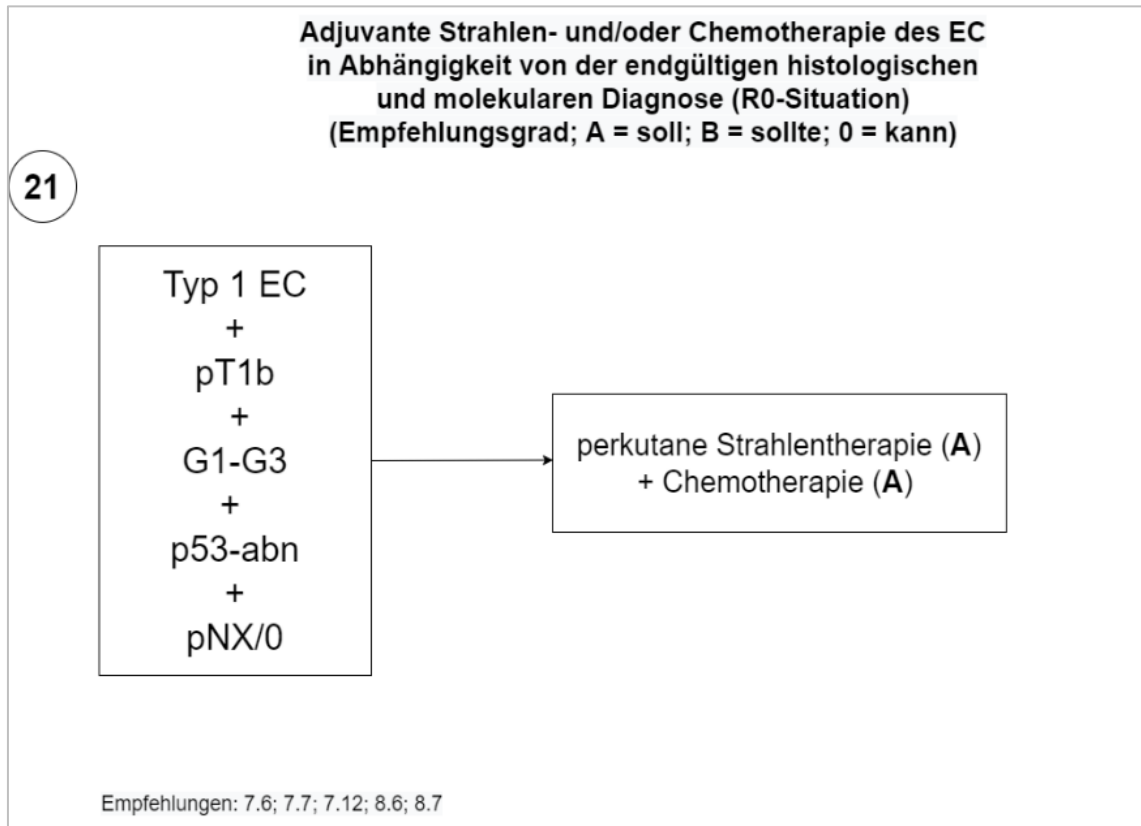 Adjuvante Strahlen- und/oder Chemotherapie des EC
in Abhängigkeit von der endgültigen histologischen
und molekularen Diagnose (R0-Situation)
(Empfehlungsgrad; A = soll; B = sollte; 0 = kann)
21
Typ 1 EC
+
pT1b
+
G1-G3
+
p53-abn
+
pNX/0
perkutane Strahlentherapie (A)
+ Chemotherapie (A)
Empfehlungen: 7.6; 7.7; 7.12; 8.6; 8.7